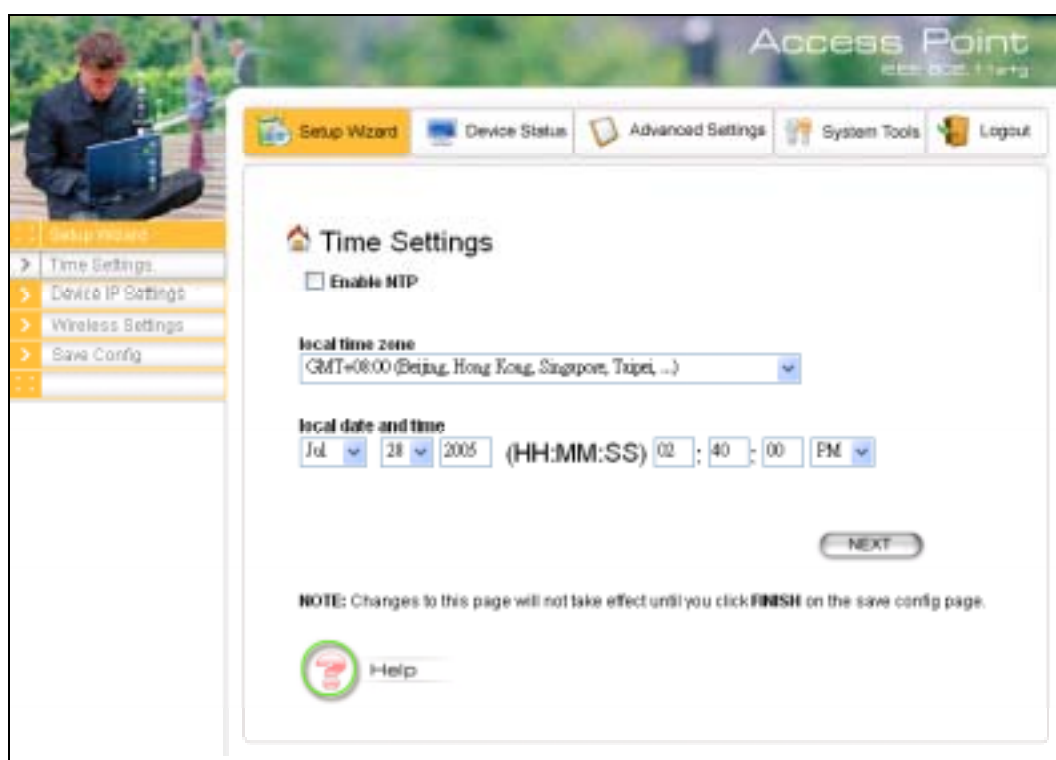 Access Point
IEEE 802.11a+g
Setup Wizard
Device Status
Advanced Settings
System Tools
Logout
Setup Wizard
Time Settings
Device IP Settings
Wireless Settings
Save Config
Time Settings
Enable NTP
local time zone
GMT+08:00 (Beijing, Hong Kong, Singapore, Taipei, ...)
local date and time
Jul 28 2005 (HH:MM:SS) 02 : 40 : 00 PM
NEXT
NOTE: Changes to this page will not take effect until you click FINISH on the save config page.
Help